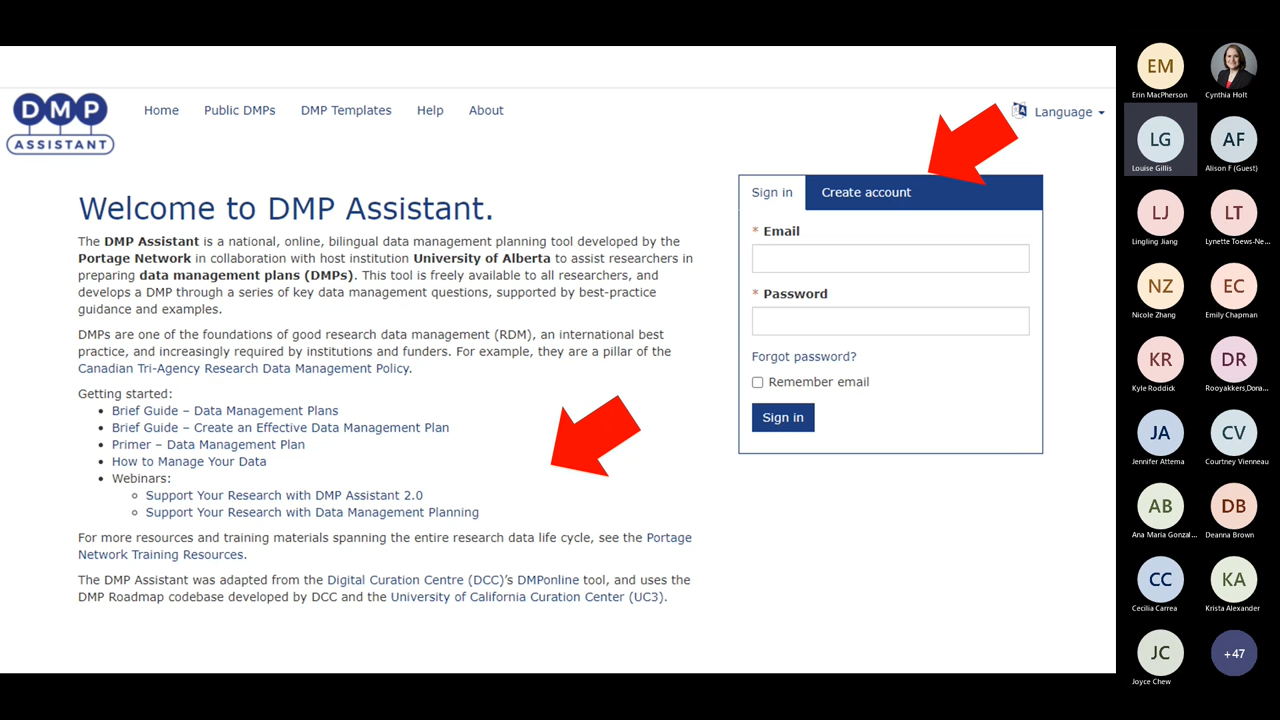 DMP
ASSISTANT
Home
Public DMPs
DMP Templates
Help
About
Language
Welcome to DMP Assistant.
The DMP Assistant is a national, online, bilingual data management planning tool developed by the
Portage Network in collaboration with host institution University of Alberta to assist researchers in
preparing data management plans (DMPs). This tool is freely available to all researchers, and
develops a DMP through a series of key data management questions, supported by best-practice
guidance and examples.
DMPs are one of the foundations of good research data management (RDM), an international best
practice, and increasingly required by institutions and funders. For example, they are a pillar of the
Canadian Tri-Agency Research Data Management Policy.
Getting started:
• Brief Guide – Data Management Plans
• Brief Guide – Create an Effective Data Management Plan
• Primer – Data Management Plan
• How to Manage Your Data
• Webinars:
◦ Support Your Research with DMP Assistant 2.0
◦ Support Your Research with Data Management Planning
For more resources and training materials spanning the entire research data life cycle, see the Portage
Network Training Resources.
The DMP Assistant was adapted from the Digital Curation Centre (DCC)’s DMPonline tool, and uses the
DMP Roadmap codebase developed by DCC and the University of California Curation Center (UC3).
Sign in
Create account
* Email
* Password
Forgot password?
Remember email
Sign in
EM
Erin MacPherson
Cynthia Holt
LG
Louise Gillis
AF
Alison F (Guest)
LJ
Lingling Jiang
LT
Lynette Toews-Ne...
NZ
Nicole Zhang
EC
Emily Chapman
KR
Kyle Roddick
DR
Rooyakkers,Dona...
JA
Jennifer Attema
CV
Courtney Vienneau
AB
Ana Maria Gonzal...
DB
Deanna Brown
CC
Cecilia Carrea
KA
Krista Alexander
JC
Joyce Chew
+47